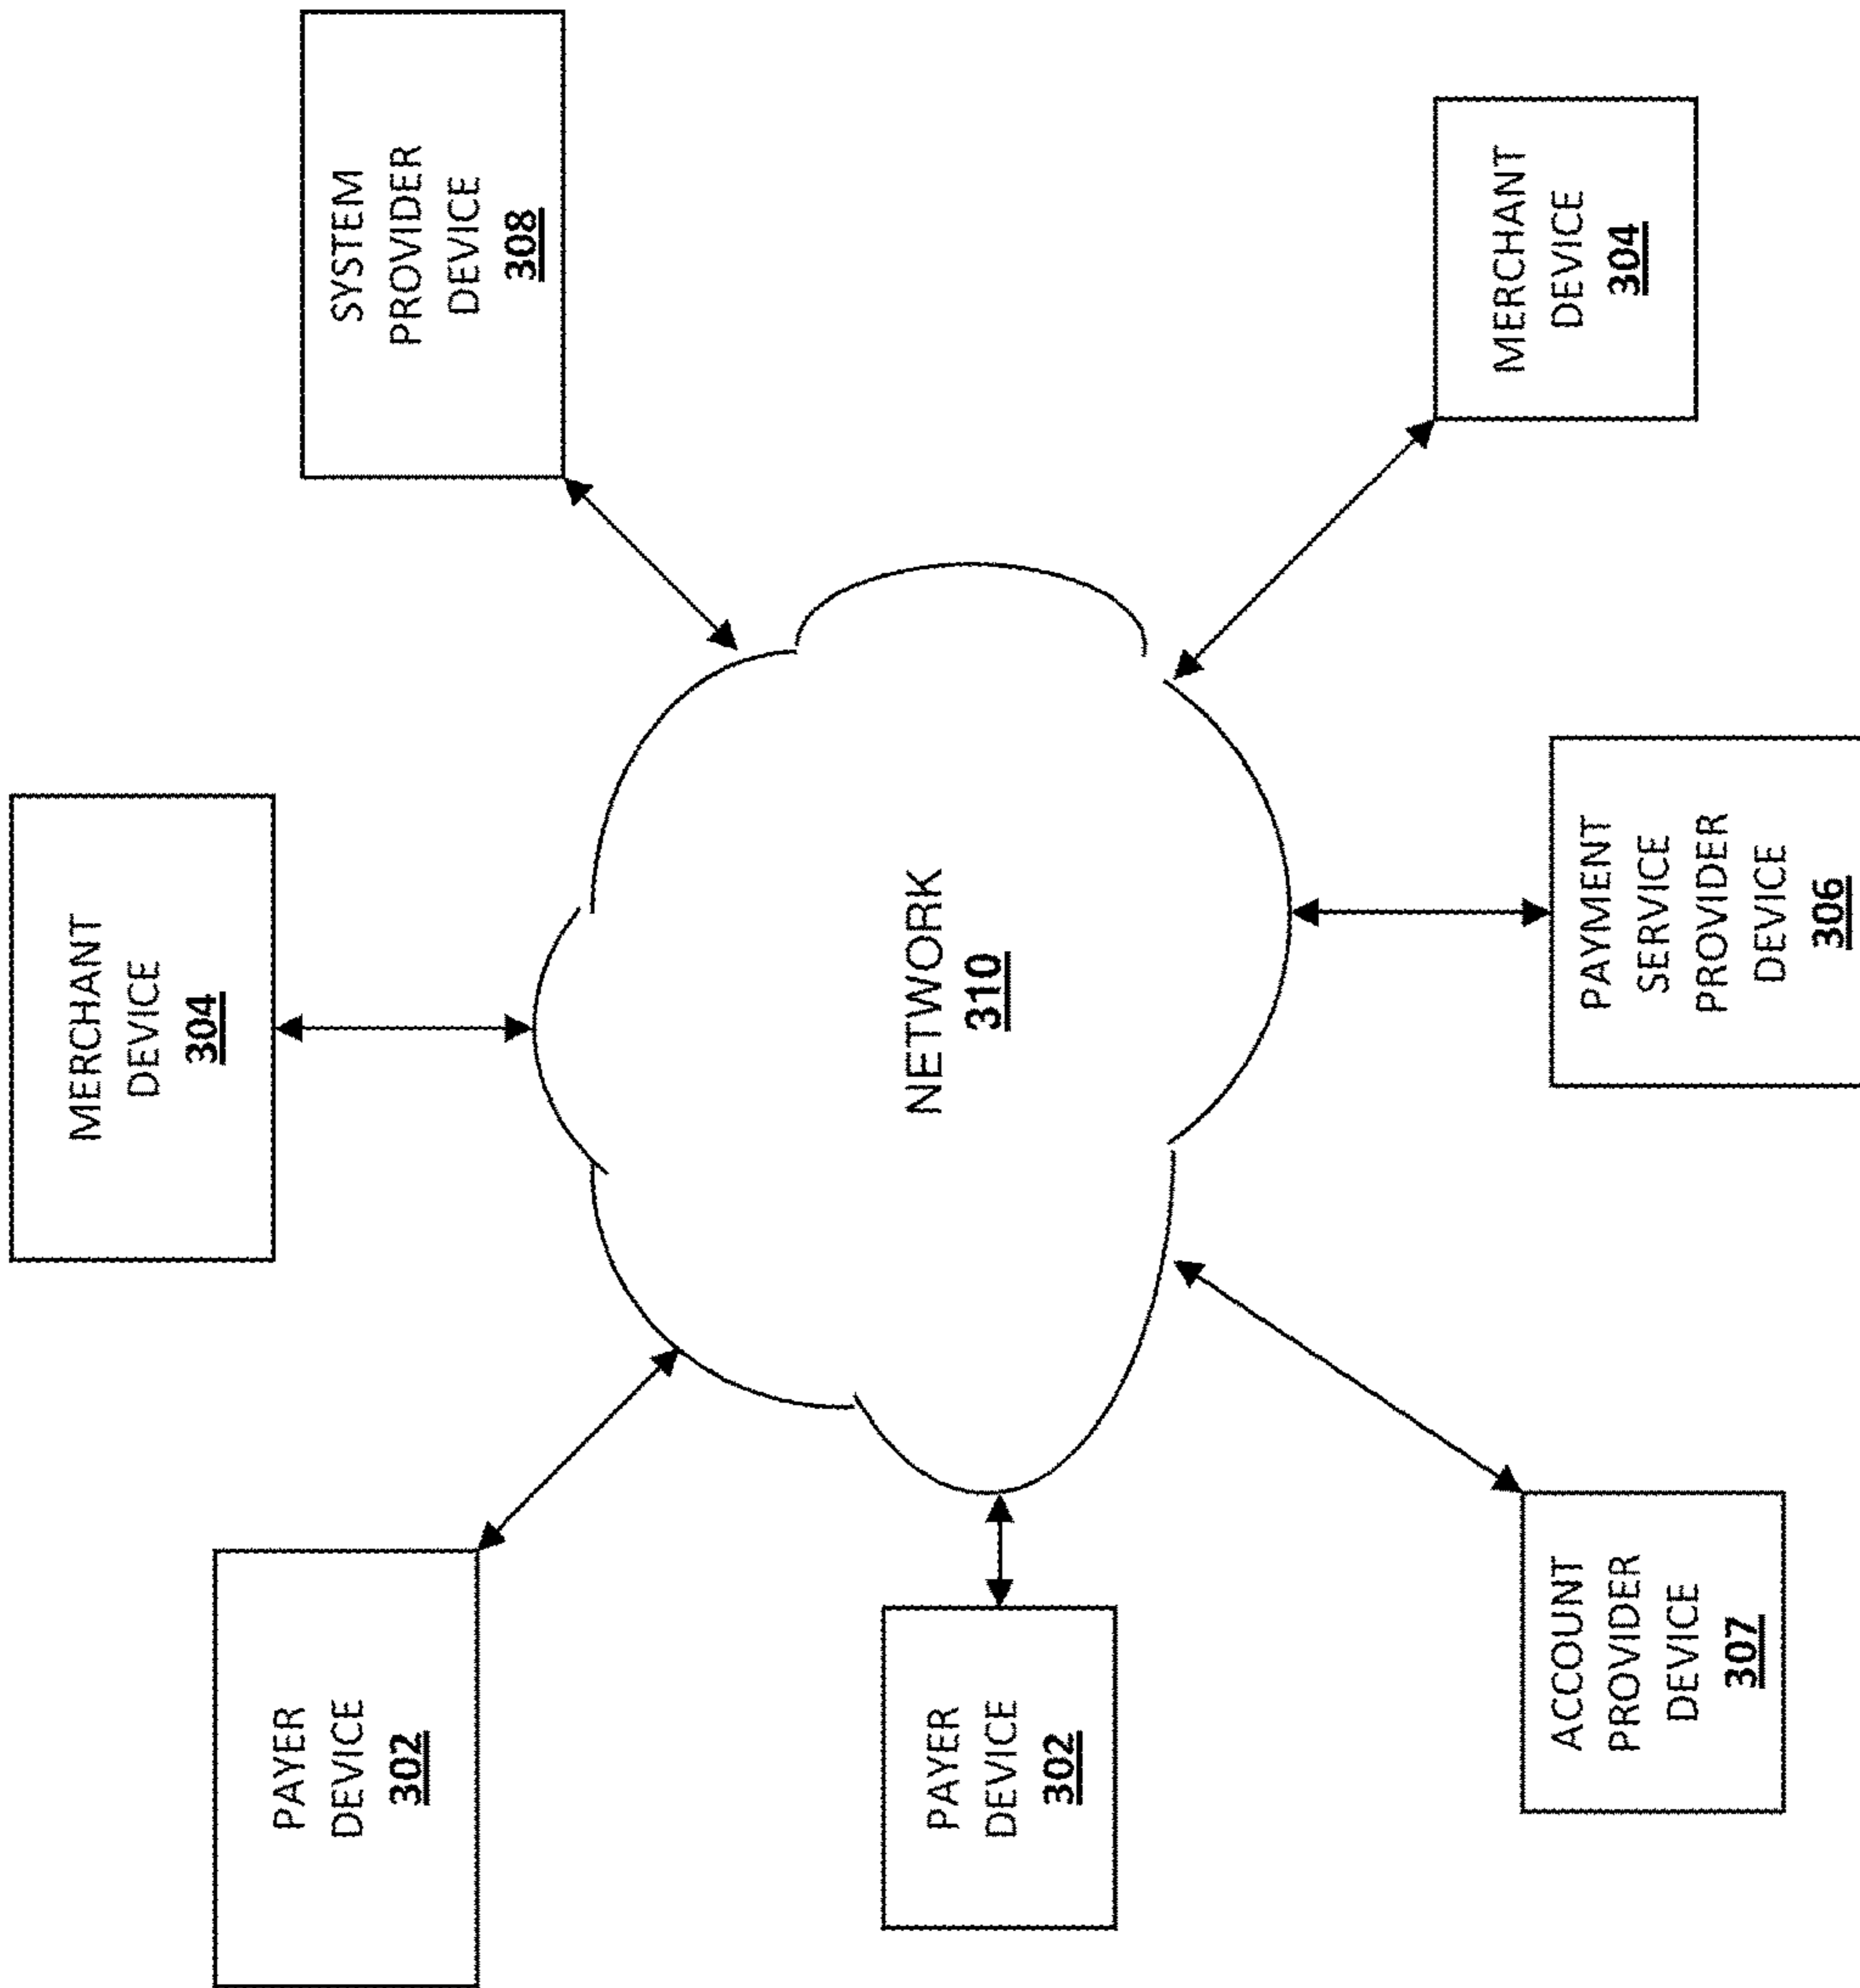 MERCHANT
DEVICE
304
PAYER
DEVICE
302
SYSTEM
PROVIDER
DEVICE
308
PAYER
DEVICE
302
NETWORK
310
ACCOUNT
PROVIDER
DEVICE
307
PAYMENT
SERVICE
PROVIDER
DEVICE
306
MERCHANT
DEVICE
304